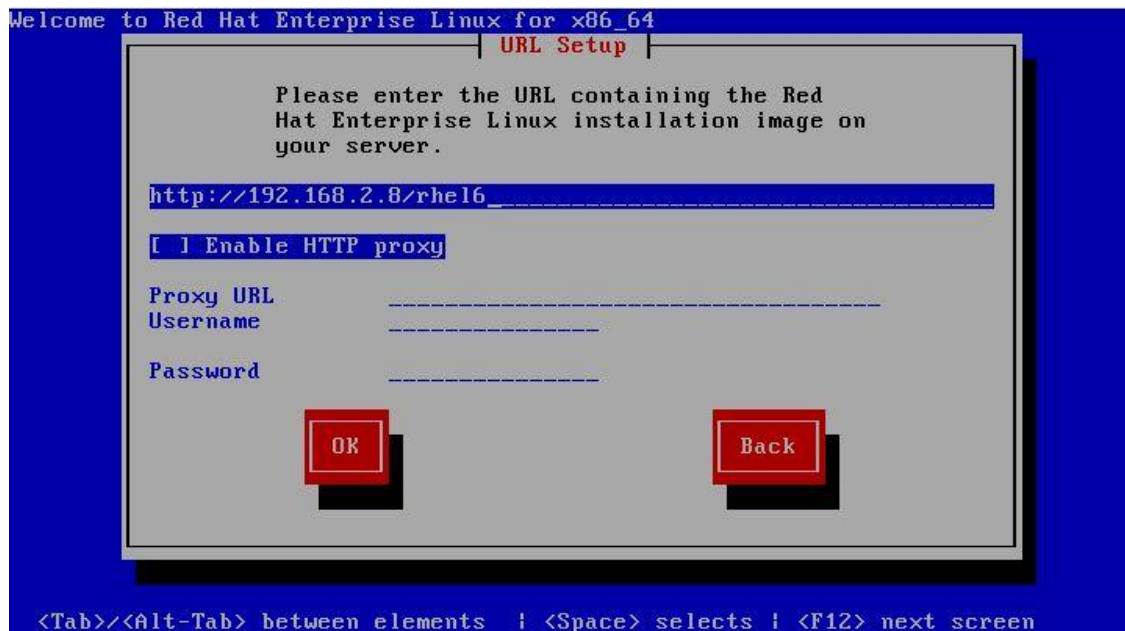 Welcome to Red Hat Enterprise Linux for x86_64
URL Setup
Please enter the URL containing the Red
Hat Enterprise Linux installation image on
your server.
http://192.168.2.8/rhel6
[ ] Enable HTTP proxy
Proxy URL
Username
Password
OK Back
<Tab>/<Alt-Tab> between elements | <Space> selects | <F12> next screen